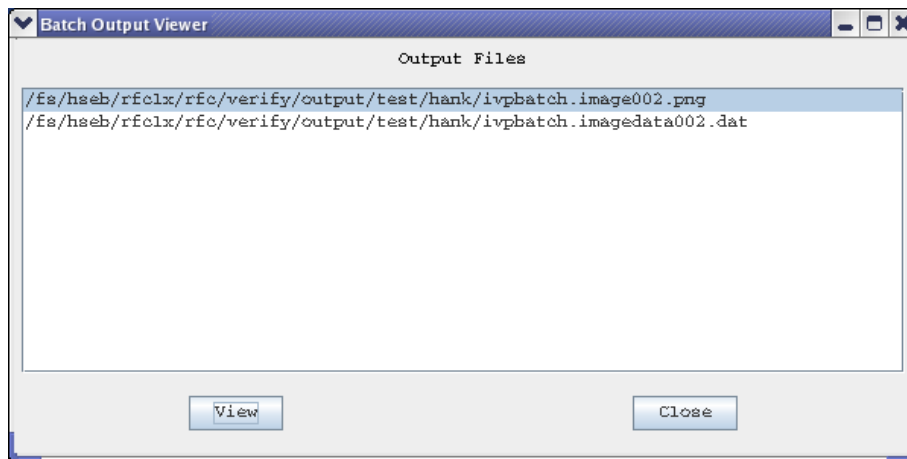 Batch Output Viewer
Output Files
/fs/hseb/rfclx/rfc/verify/output/test/hank/ivpbatch.image002.png
/fs/hseb/rfclx/rfc/verify/output/test/hank/ivpbatch.imagedata002.dat
View
Close